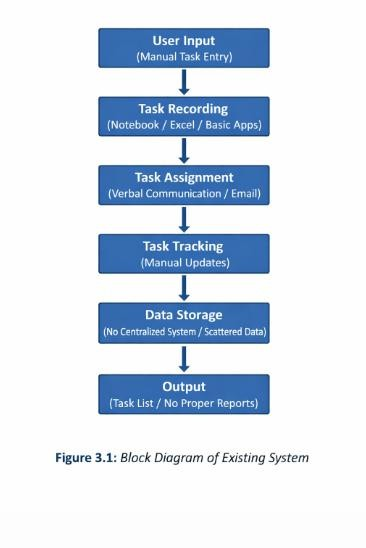 User Input
(Manual Task Entry)
Task Recording
(Notebook / Excel / Basic Apps)
Task Assignment
(Verbal Communication / Email)
Task Tracking
(Manual Updates)
Data Storage
(No Centralized System / Scattered Data)
Output
(Task List / No Proper Reports)
Figure 3.1: Block Diagram of Existing System